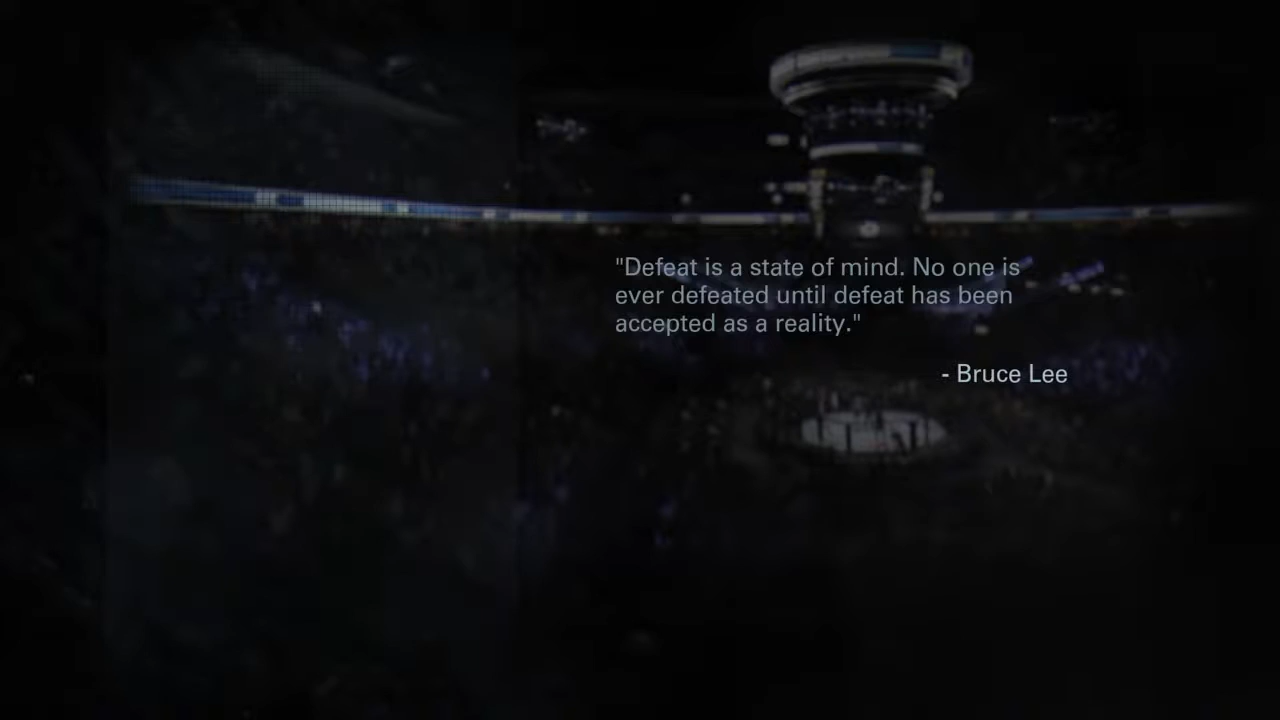 "Defeat is a state of mind. No one is
ever defeated until defeat has been
accepted as a reality."
- Bruce Lee